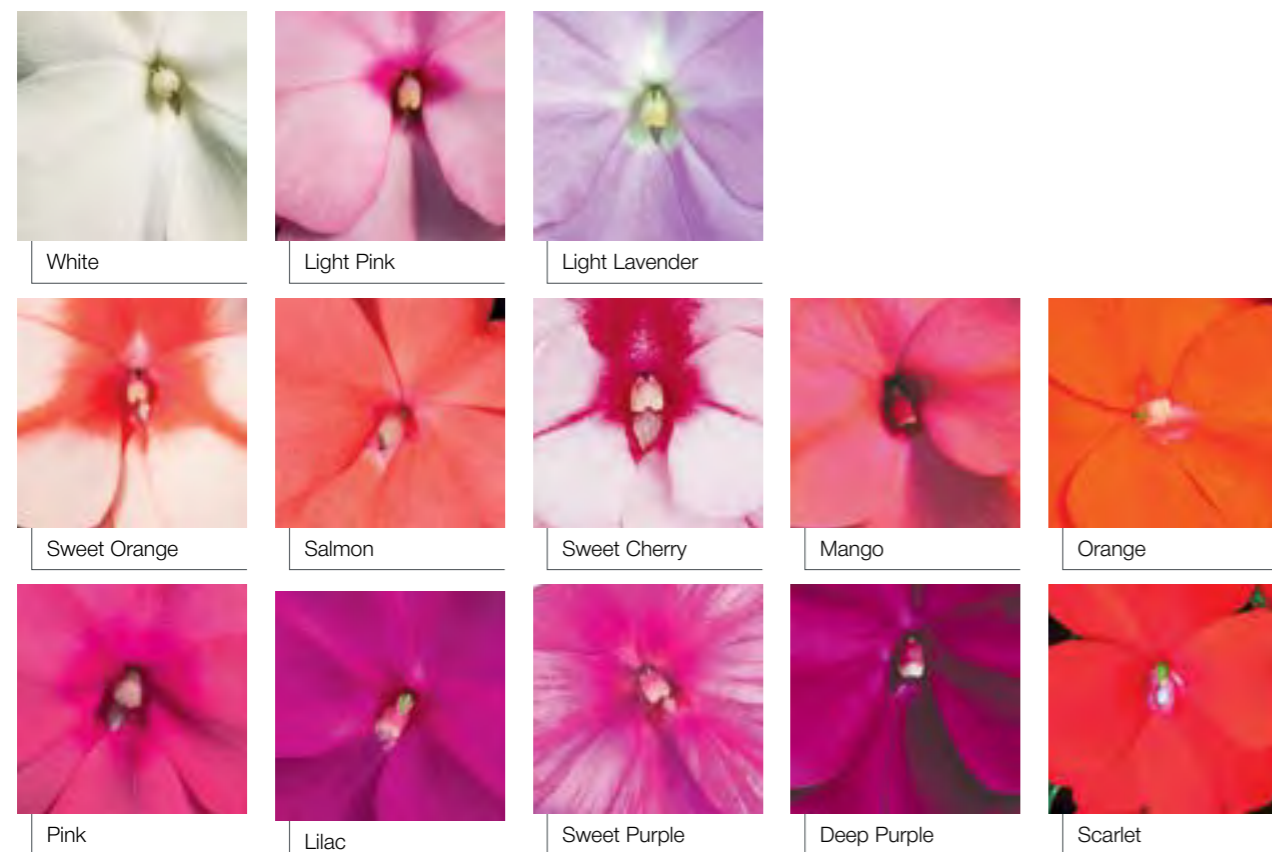 White
Light Pink
Light Lavender
Sweet Orange
Salmon
Sweet Cherry
Mango
Orange
Pink
Lilac
Sweet Purple
Deep Purple
Scarlet